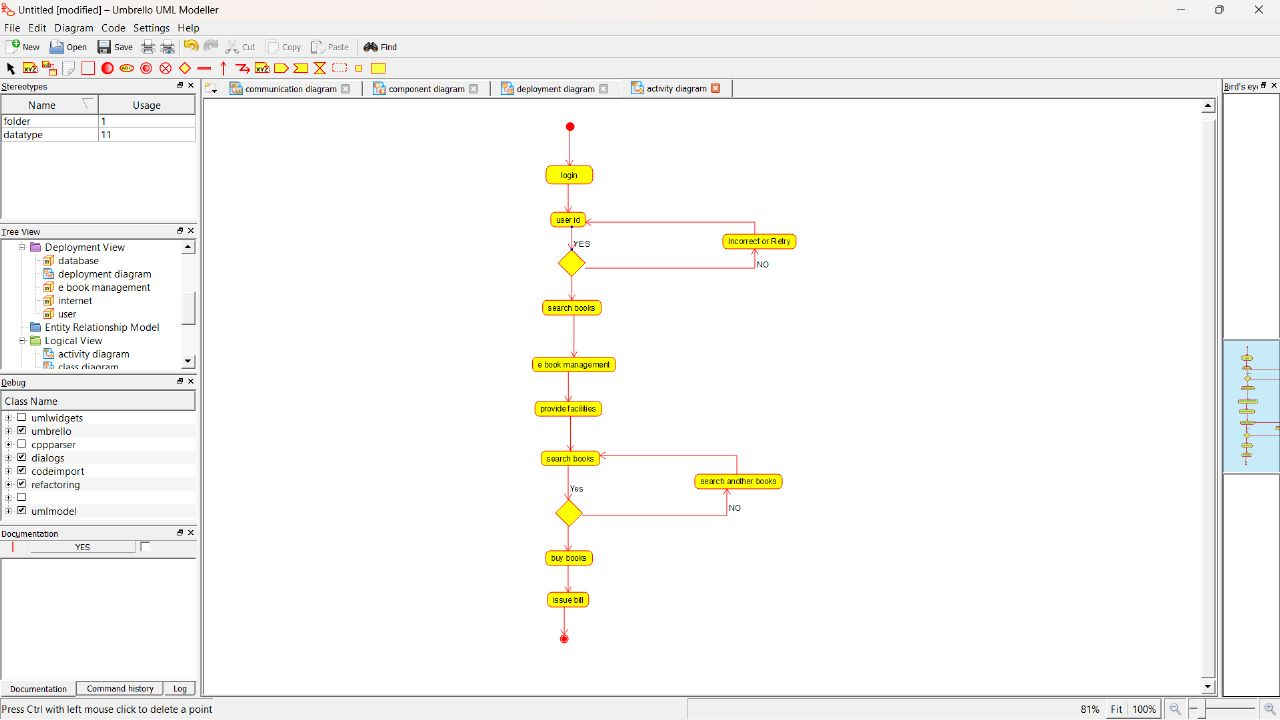 Untitled [modified] – Umbrello UML Modeller
File Edit Diagram Code Settings Help
New Open Save Cut Copy Paste Find
Stereotypes
Name Usage
folder 1
datatype 11
Tree View
Deployment View
database
deployment diagram
e book management
internet
user
Entity Relationship Model
Logical View
activity diagram
class diagram
Debug
Class Name
umlwidgets
umbrello
cppparser
dialogs
codeimport
refactoring
umlmodel
Documentation
YES
Documentation Command history Log
communication diagram component diagram deployment diagram activity diagram
login
user id
Incorrect or Retry
YES
NO
search books
e book management
provide facilities
search books
search another books
Yes
NO
buy books
issue bill
Bird's ey
Press Ctrl with left mouse click to delete a point
81% Fit 100%